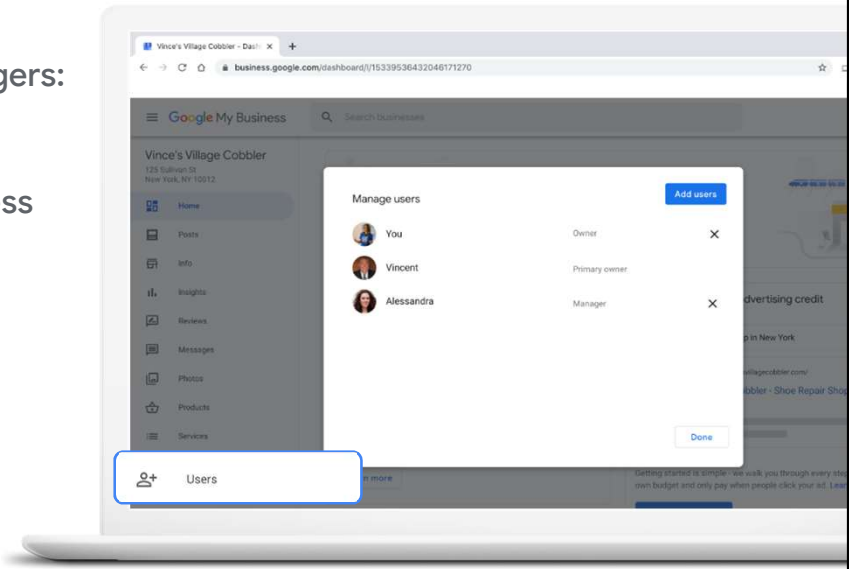 gers:
ss
Vince's Village Cobbler - Dash
business.google.com/dashboard/l/15339536432046171270
Google My Business
Search businesses
Vince's Village Cobbler
125 Sullivan St
New York, NY 10012
Home
Posts
Info
Insights
Reviews
Messages
Photos
Products
Services
Users
Manage users
Add users
You
Owner
Vincent
Primary owner
Alessandra
Manager
Done
n more
dvertising credit
p in New York
villagecobbler.com/
bbler - Shoe Repair Shop
Getting started is simple - we walk you through every step
own budget and only pay when people click your ad. Lear